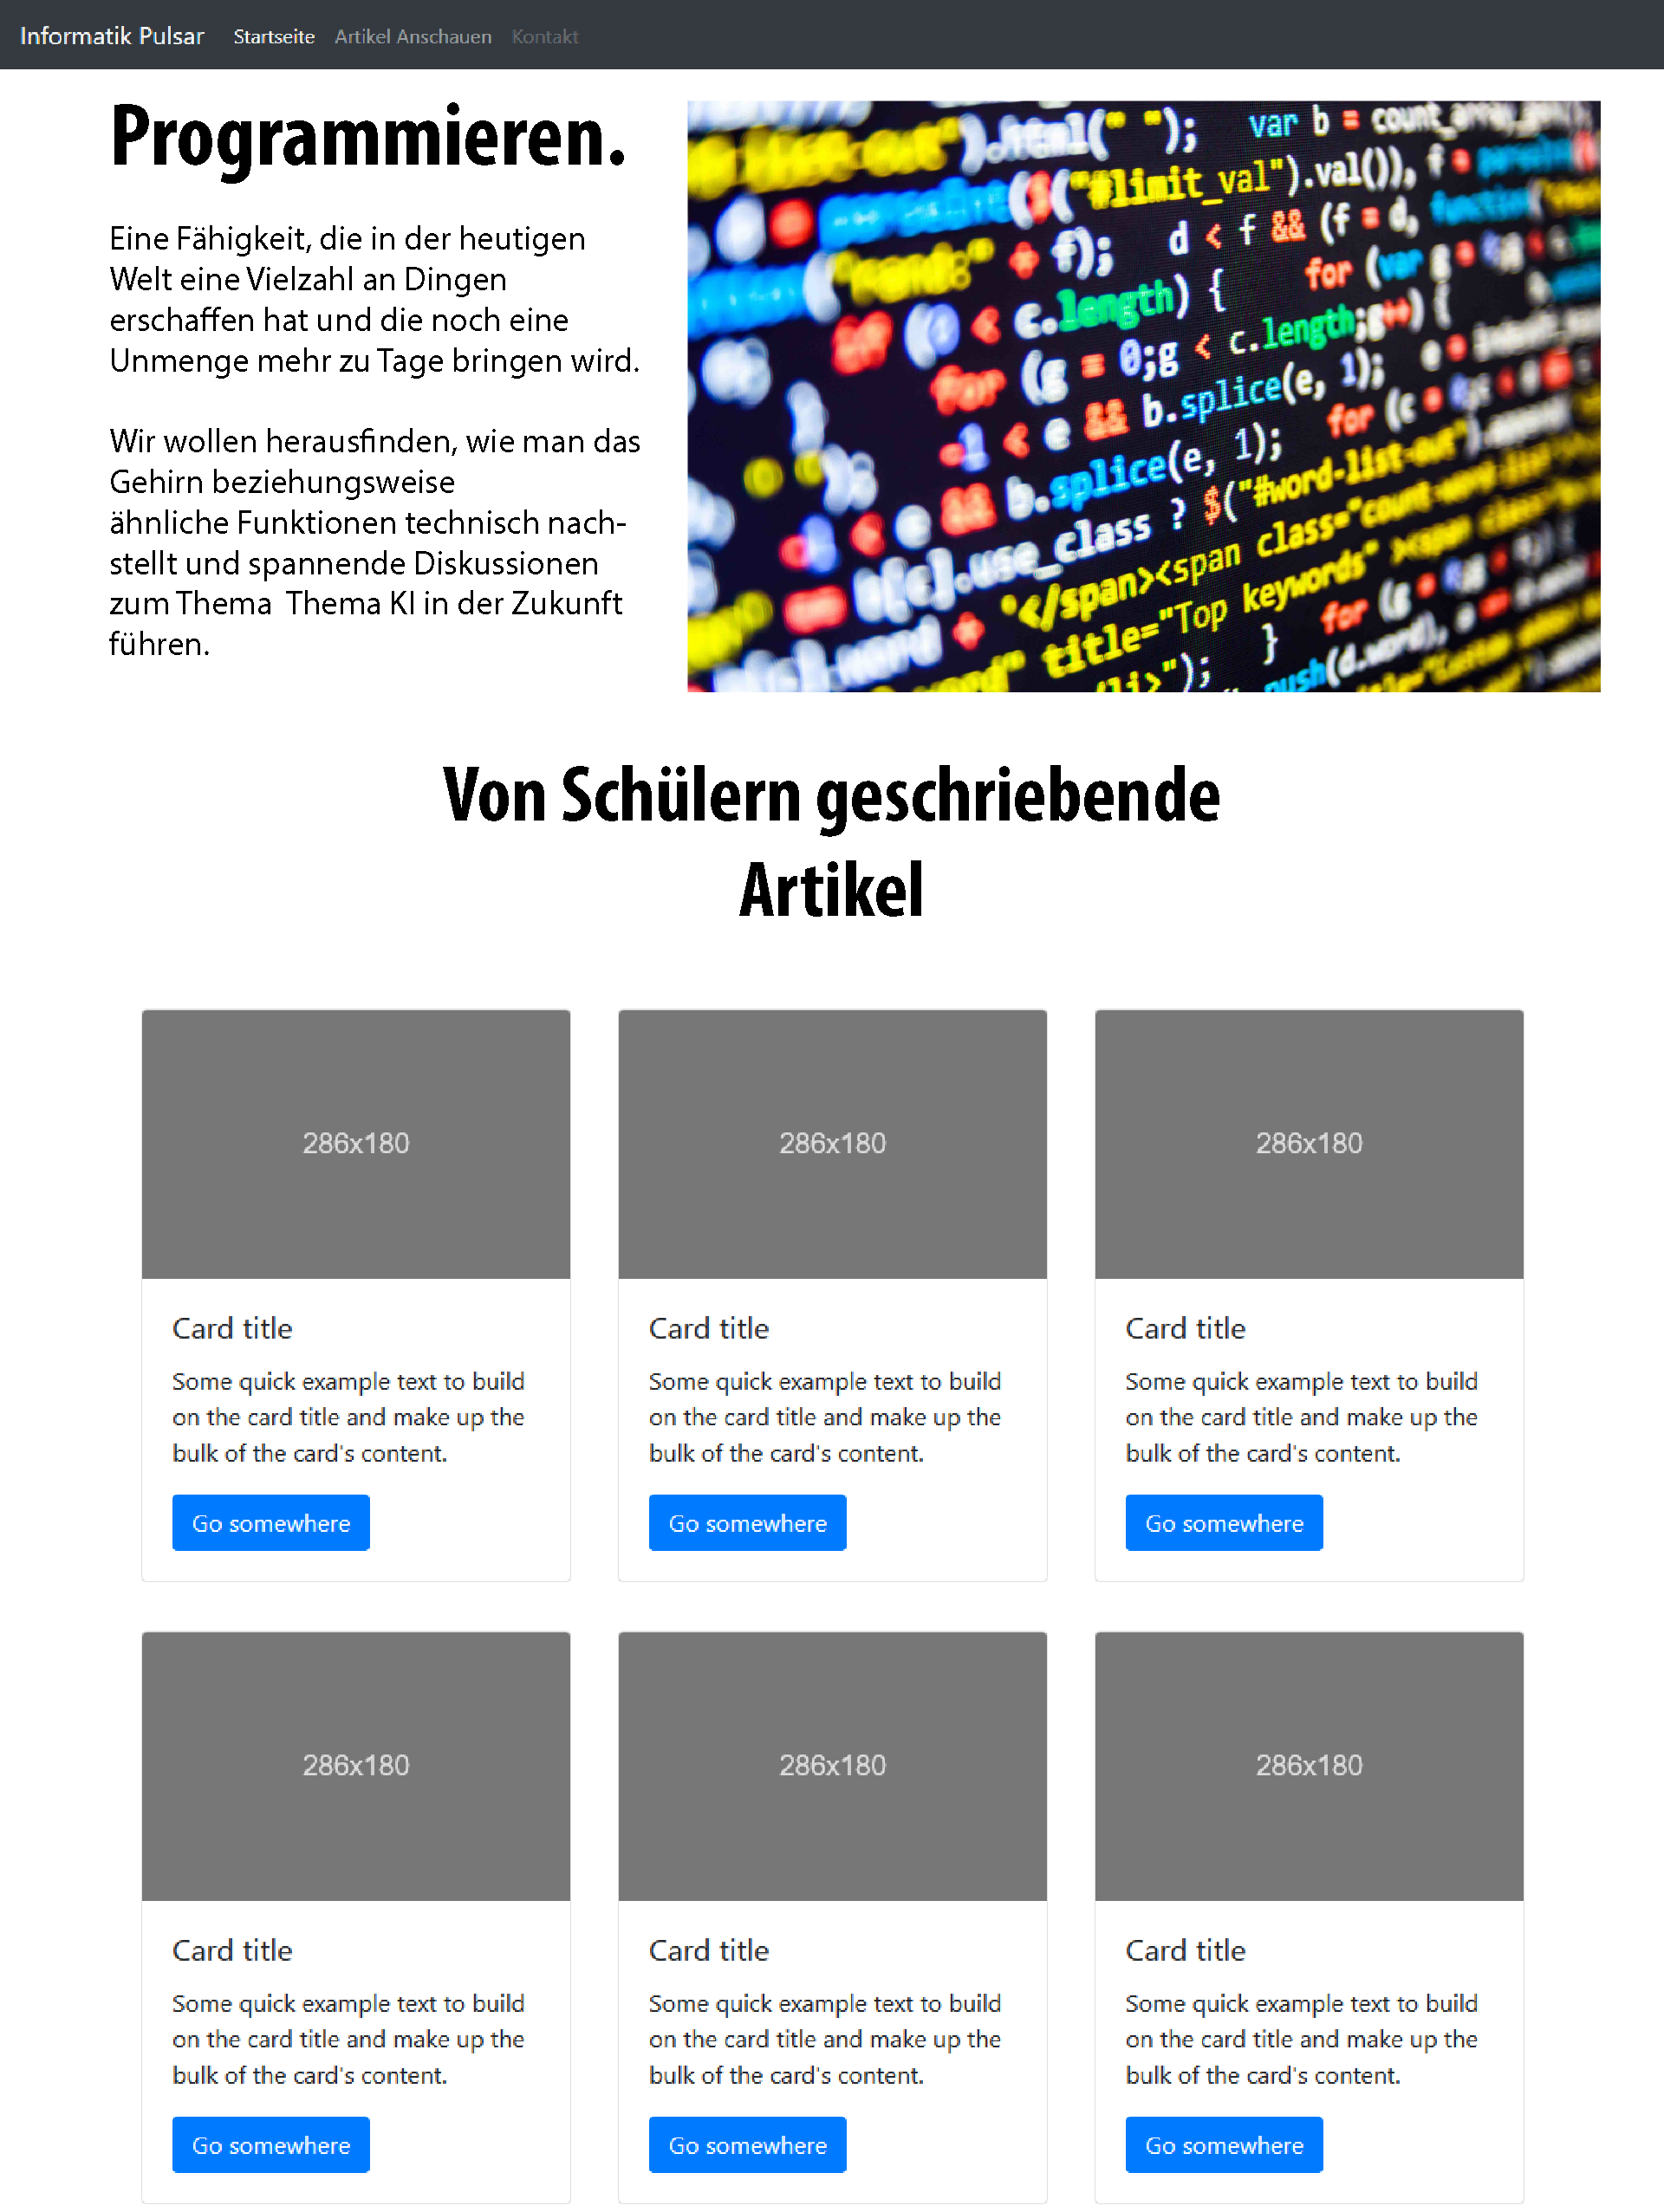 Informatik Pulsar Startseite Artikel Anschauen Kontakt
Programmieren.
Eine Fähigkeit, die in der heutigen
Welt eine Vielzahl an Dingen
erschaffen hat und die noch eine
Unmenge mehr zu Tage bringen wird.
Wir wollen herausfinden, wie man das
Gehirn beziehungsweise
ähnliche Funktionen technisch nach-
stellt und spannende Diskussionen
zum Thema  Thema KI in der Zukunft
führen.
).html(" "); var b =
($("#limit_val").val()), f =
f); d < f && (f = d, function(
(c < c.length) { for (var g
for (g = 0;g < c.length;g++) {
-1 < e && b.splice(e, 1);
< e && b.splice(e, 1); for (c =
.use_class ? $("#word-list-out")
"</span><span class="
title="Top keywords"
/li>"); } for (g
push(d.word),
Von Schülern geschriebende
Artikel
286x180 286x180 286x180
Card title Card title Card title
Some quick example text to build Some quick example text to build Some quick example text to build
on the card title and make up the on the card title and make up the on the card title and make up the
bulk of the card's content. bulk of the card's content. bulk of the card's content.
Go somewhere Go somewhere Go somewhere
286x180 286x180 286x180
Card title Card title Card title
Some quick example text to build Some quick example text to build Some quick example text to build
on the card title and make up the on the card title and make up the on the card title and make up the
bulk of the card's content. bulk of the card's content. bulk of the card's content.
Go somewhere Go somewhere Go somewhere